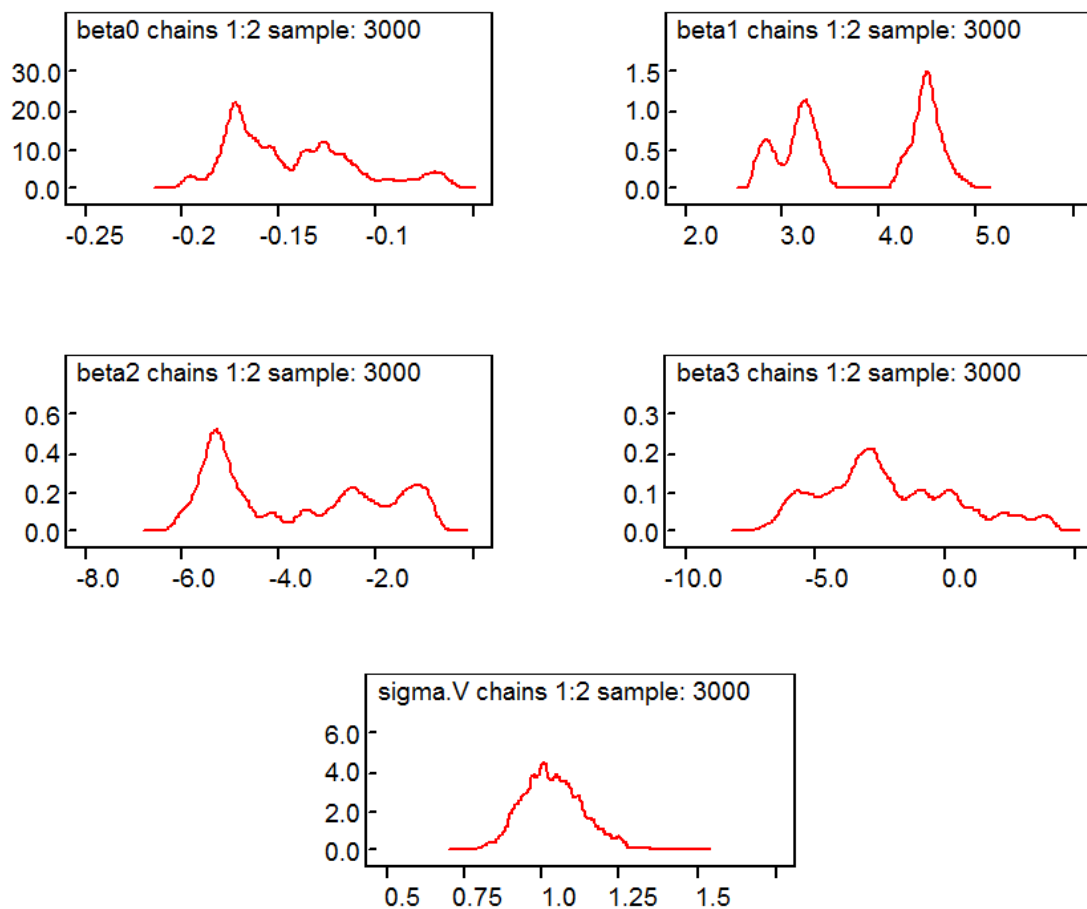 beta0 chains 1:2 sample: 3000
30.0
20.0
10.0
0.0
-0.25 -0.2 -0.15 -0.1
beta1 chains 1:2 sample: 3000
1.5
1.0
0.5
0.0
2.0 3.0 4.0 5.0
beta2 chains 1:2 sample: 3000
0.6
0.4
0.2
0.0
-8.0 -6.0 -4.0 -2.0
beta3 chains 1:2 sample: 3000
0.3
0.2
0.1
0.0
-10.0 -5.0 0.0
sigma.V chains 1:2 sample: 3000
6.0
4.0
2.0
0.0
0.5 0.75 1.0 1.25 1.5